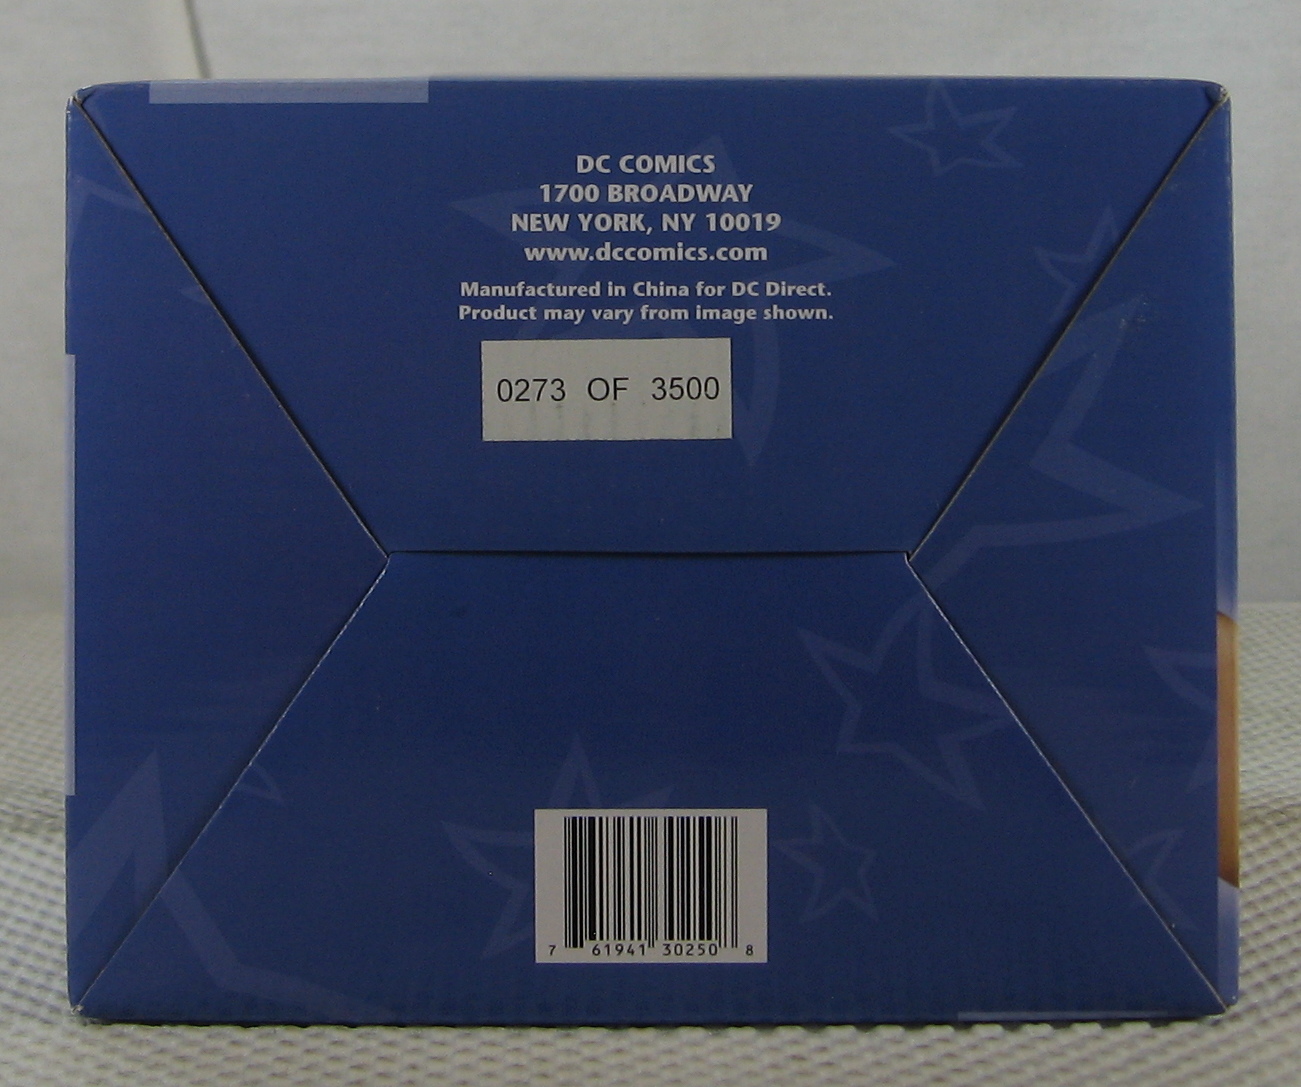 DC COMICS
1700 BROADWAY
NEW YORK, NY 10019
www.dccomics.com
Manufactured in China for DC Direct.
Product may vary from image shown.
0273 OF 3500
7 61941 30250 8